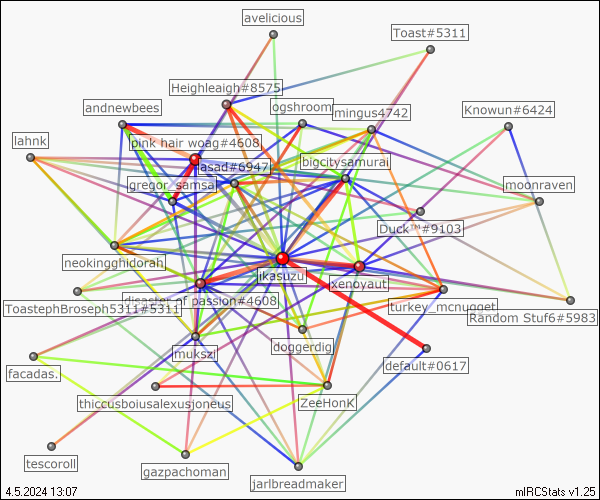 avelicious
Toast#5311
Heighleaigh#8575
andnewbees
ogshroom
mingus4742
Knowun#6424
lahnk
pink hair woag#4608
bigcitysamurai
jasad#6947
gregor_samsa
moonraven
Duck™#9103
neokingghidorah
jkasuzu
xenoyaut
ToastephBroseph5311#5311
disaster of passion#4608
turkey_mcnugget
Random Stuf6#5983
mukszi
doggerdig
default#0617
facadas.
thiccusboiusalexusjoneus
ZeeHonK
tescoroll
gazpachoman
jarlbreadmaker
4.5.2024 13:07
mIRCStats v1.25